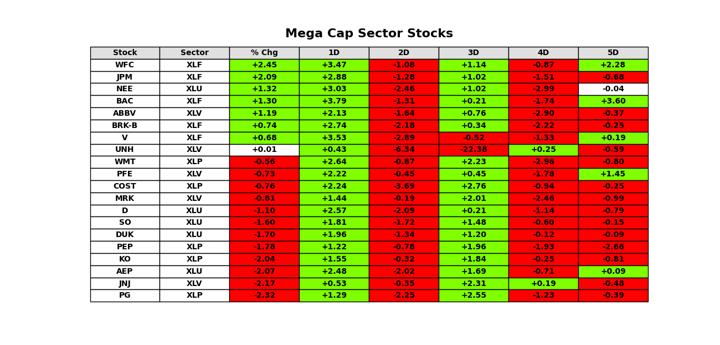 Mega Cap Sector Stocks
Stock Sector % Chg 1D 2D 3D 4D 5D
WFC XLF +2.45 +3.47 -1.08 +1.14 -0.87 +2.28
JPM XLF +2.09 +2.88 -1.28 +1.02 -1.51 -0.68
NEE XLU +1.32 +3.03 -2.46 +1.02 -2.99 -0.04
BAC XLF +1.30 +3.79 -1.31 +0.21 -1.74 +3.60
ABBV XLV +1.19 +2.13 -1.64 +0.76 -2.90 -0.37
BRK-B XLF +0.74 +2.74 -2.18 +0.34 -2.22 -0.25
V XLF +0.68 +3.53 -2.89 -0.52 -1.33 +0.19
UNH XLV +0.01 +0.43 -6.34 -22.38 +0.25 -0.59
WMT XLP -0.56 +2.64 -0.87 +2.23 -2.96 -0.60
PFE XLV -0.73 +2.22 -0.45 +0.45 -1.78 +1.45
COST XLP -0.76 +2.24 -3.69 +2.76 -0.94 -0.25
MRK XLV -0.81 +1.44 -0.19 +2.01 -2.46 -0.99
D XLU -1.10 +2.57 -2.09 +0.21 -1.14 -0.79
SO XLU -1.60 +1.81 -1.72 +1.48 -0.60 -0.15
DUK XLU -1.70 +1.96 -1.34 +1.20 -0.12 -0.09
PEP XLP -1.78 +1.22 -0.78 +1.96 -1.93 -2.66
KO XLP -2.04 +1.55 -0.32 +1.84 -0.25 -0.81
AEP XLU -2.07 +2.48 -2.02 +1.69 -0.71 +0.09
JNJ XLV -2.17 +0.53 -0.35 +2.31 +0.19 -0.48
PG XLP -2.32 +1.29 -2.25 +2.55 -1.23 -0.39